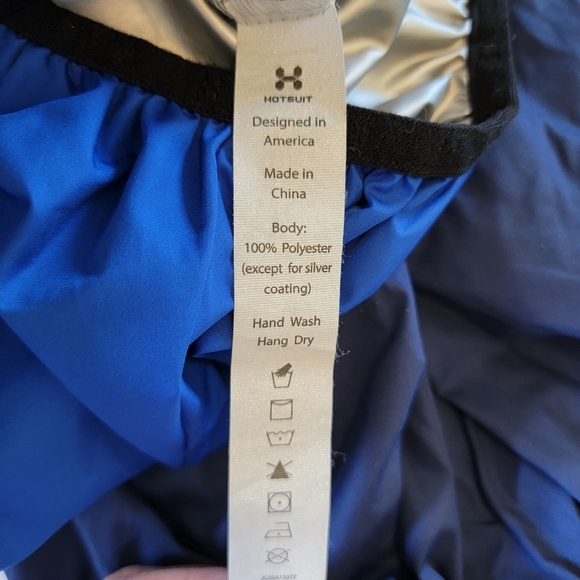 HOTSUIT
Designed in
America
Made in
China
Body:
100% Polyester
(except for silver
coating)
Hand Wash
Hang Dry